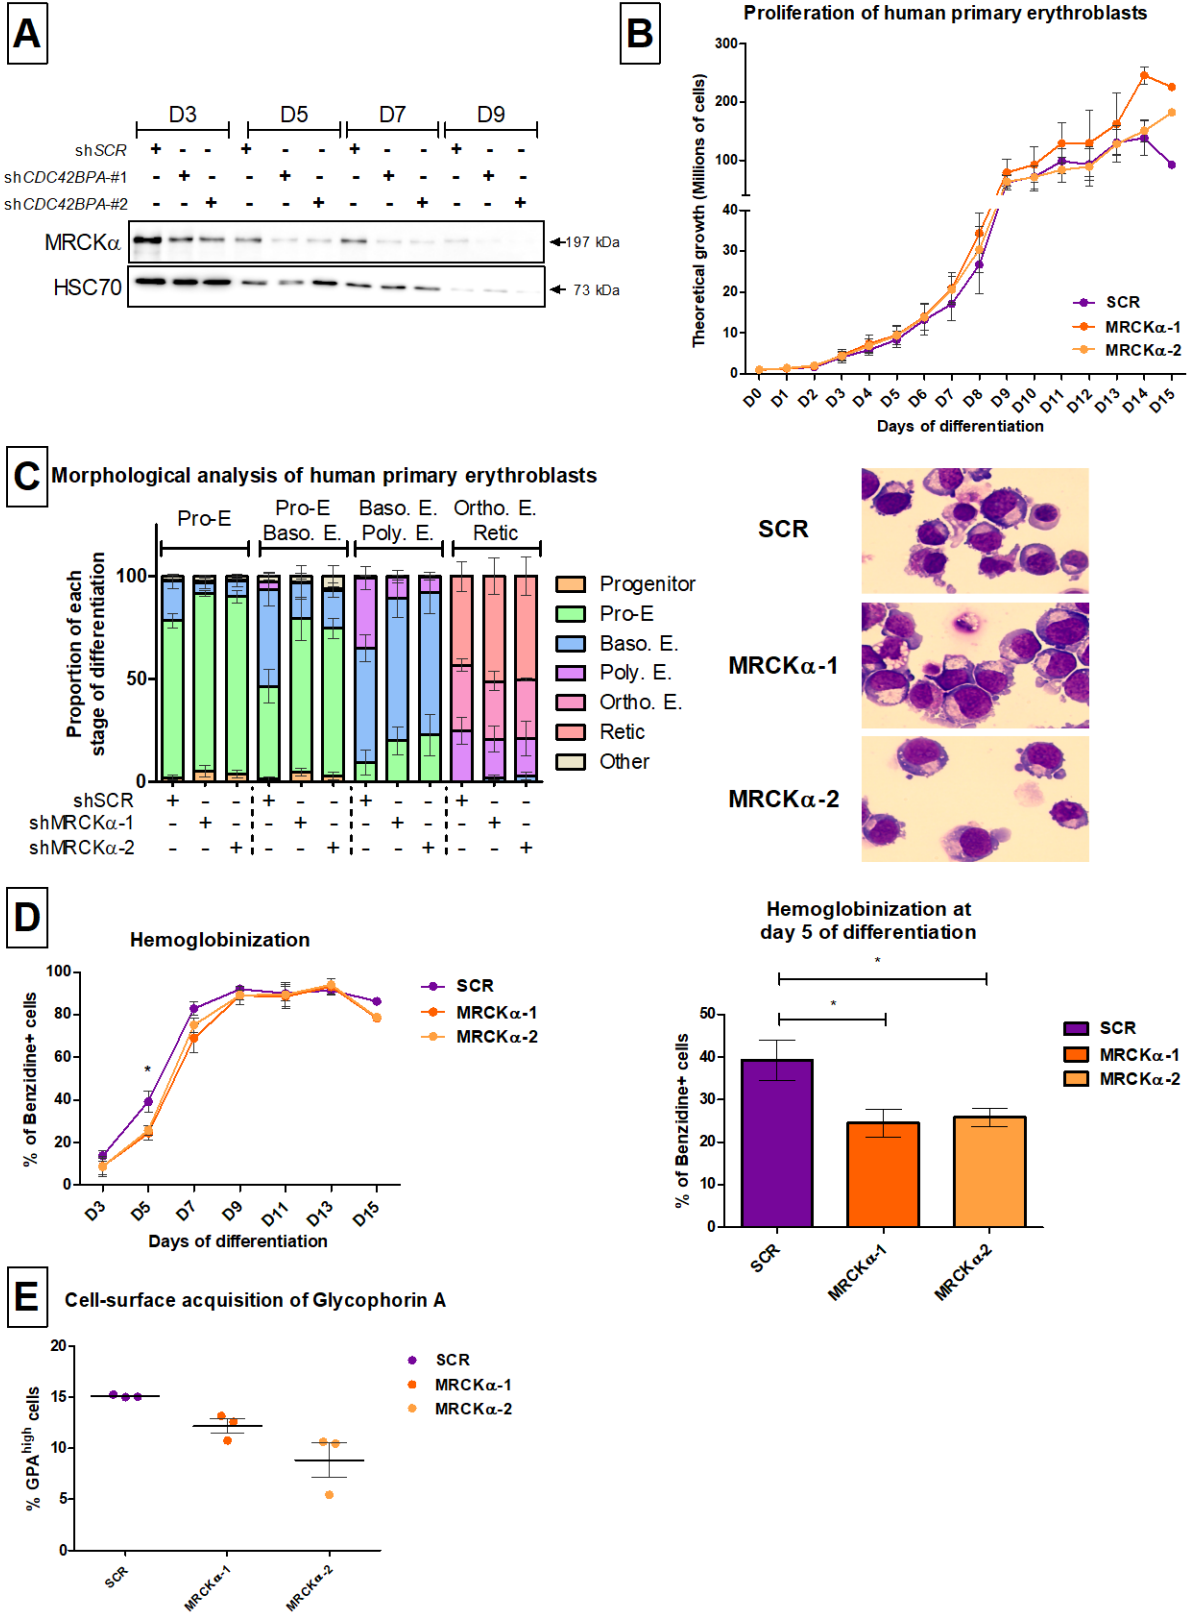 A
D3 D5 D7 D9
shSCR + - - + - - + - - + - -
shCDC42BPA-#1 - + - - + - - + - - + -
shCDC42BPA-#2 - - + - - + - - + - - +
MRCKα 197 kDa
HSC70 73 kDa
B
Proliferation of human primary erythroblasts
Theoretical growth (Millions of cells)
300
200
100
40
30
20
10
0
SCR
MRCKα-1
MRCKα-2
D0 D1 D2 D3 D4 D5 D6 D7 D8 D9 D10 D11 D12 D13 D14 D15
Days of differentiation
C
Morphological analysis of human primary erythroblasts
Pro-E
Pro-E
Baso. E.
Baso. E.
Poly. E.
Ortho. E.
Retic
Proportion of each
stage of differentiation
100
50
0
Progenitor
Pro-E
Baso. E.
Poly. E.
Ortho. E.
Retic
Other
shSCR + - - + - - + - - + - -
shMRCKα-1 - + - - + - - + - - + -
shMRCKα-2 - - + - - + - - + - - +
SCR
MRCKα-1
MRCKα-2
D
Hemoglobinization
% of Benzidine+ cells
100
80
60
40
20
0
*
SCR
MRCKα-1
MRCKα-2
D3 D5 D7 D9 D11 D13 D15
Days of differentiation
Hemoglobinization at
day 5 of differentiation
% of Benzidine+ cells
50
40
30
20
10
0
*
*
SCR
MRCKα-1
MRCKα-2
SCR MRCKα-1 MRCKα-2
E
Cell-surface acquisition of Glycophorin A
% GPAhigh cells
20
15
10
5
0
SCR
MRCKα-1
MRCKα-2
SCR MRCKα-1 MRCKα-2